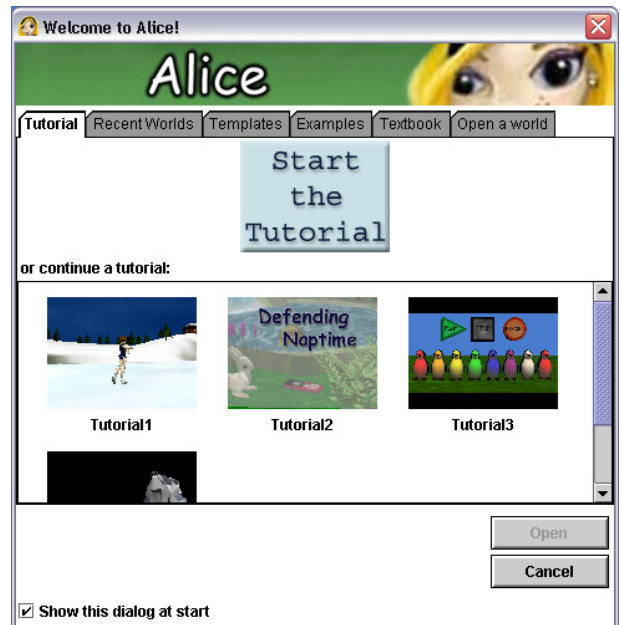 Welcome to Alice!
Alice
Tutorial Recent Worlds Templates Examples Textbook Open a world
Start
the
Tutorial
or continue a tutorial:
Defending
Naptime
Tutorial1 Tutorial2 Tutorial3
Open
Cancel
Show this dialog at start